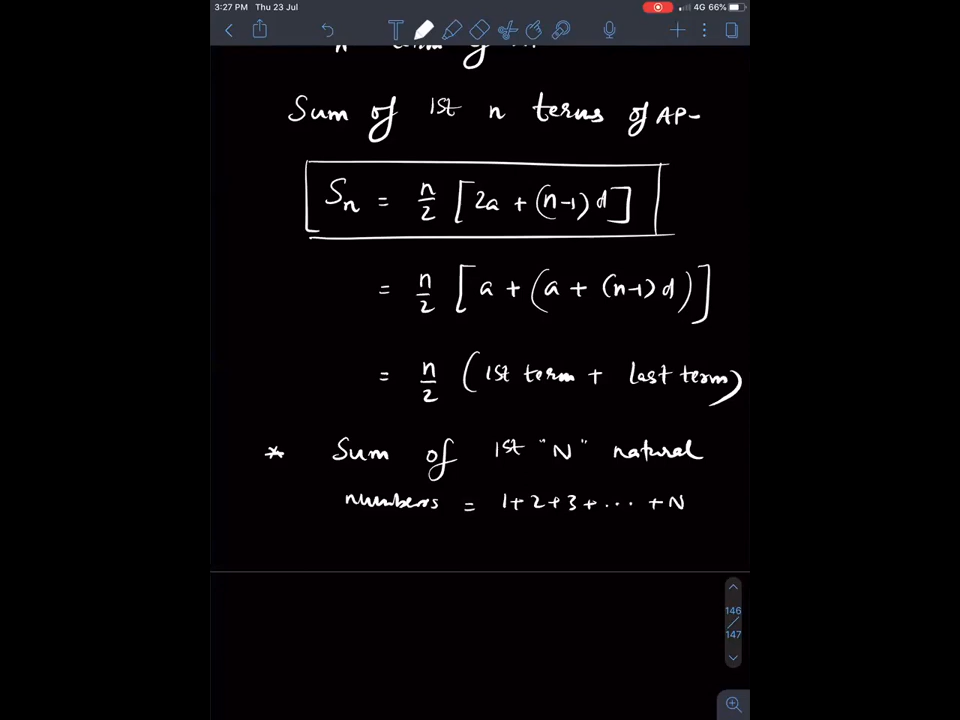 3:27 PM Thu 23 Jul 4G 66%
Sum of 1st n terms of AP-
Sn = n/2 [2a + (n-1)d]
= n/2 [a + (a + (n-1)d)]
= n/2 (1st term + last term)
* Sum of 1st "N" natural
numbers = 1+2+3+... +N
146
/
147